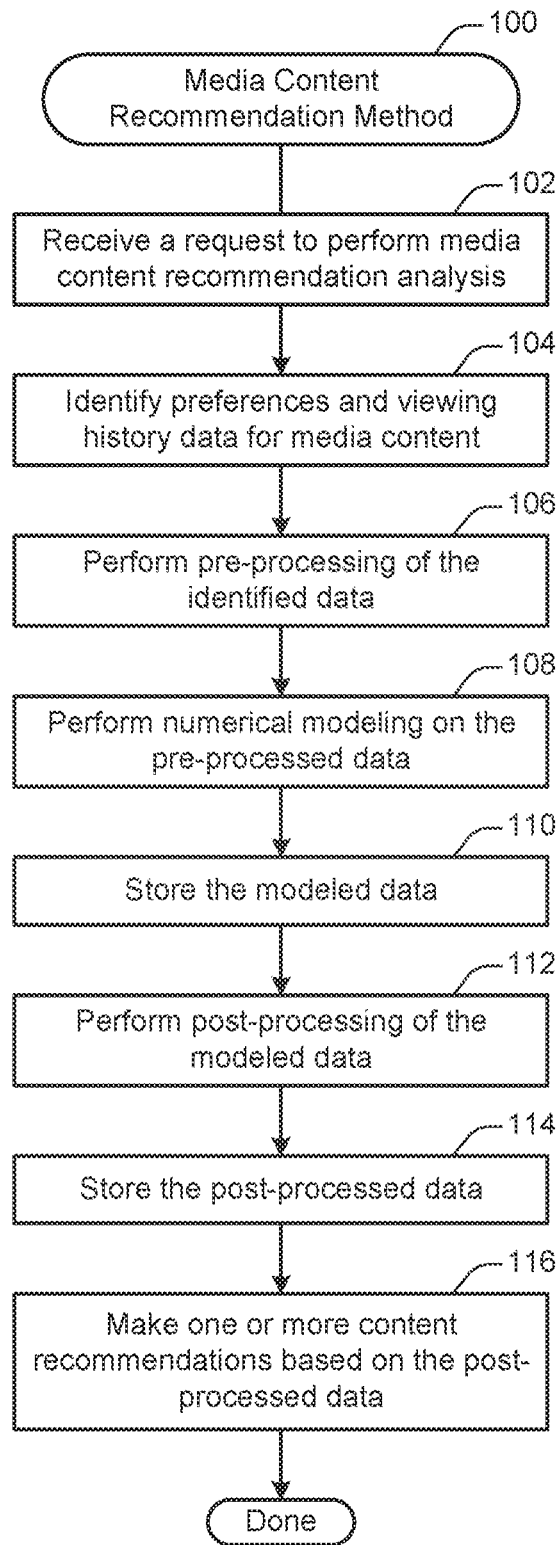 100
Media Content
Recommendation Method
102
Receive a request to perform media
content recommendation analysis
104
Identify preferences and viewing
history data for media content
106
Perform pre-processing of the
identified data
108
Perform numerical modeling on the
pre-processed data
110
Store the modeled data
112
Perform post-processing of the
modeled data
114
Store the post-processed data
116
Make one or more content
recommendations based on the post-
processed data
Done